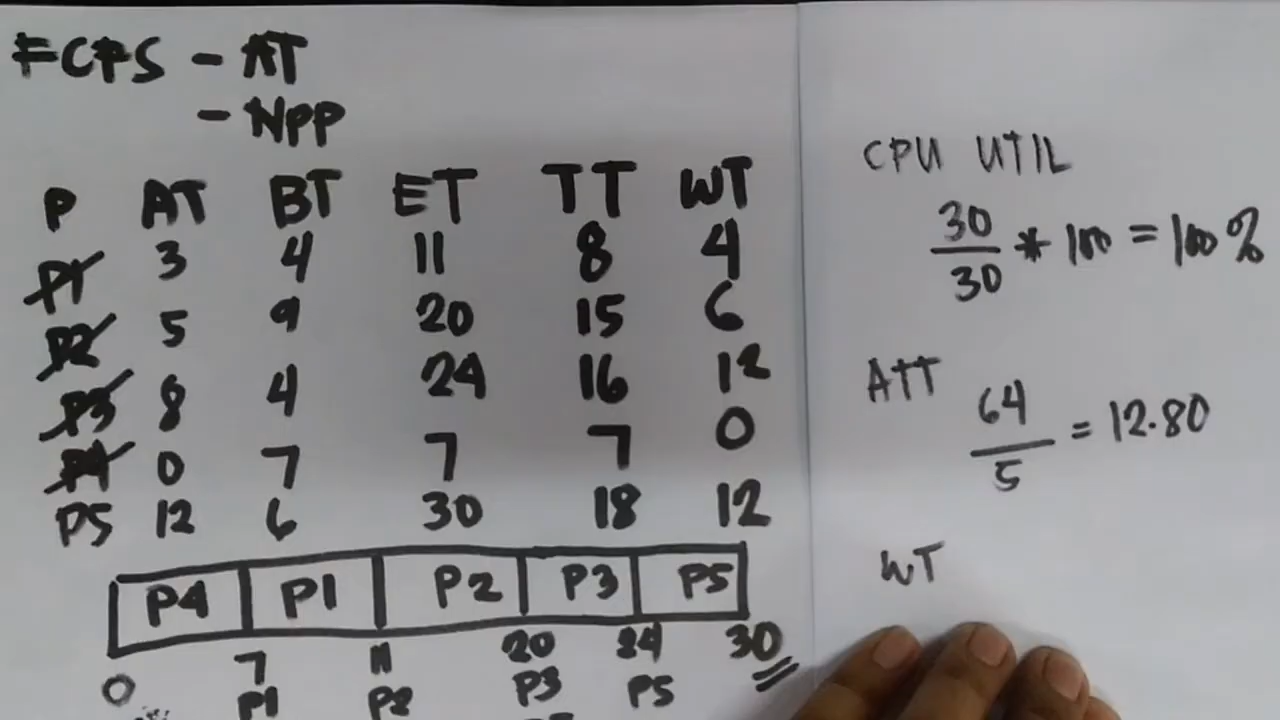 FCFS - AT
- NPP
P AT BT ET TT WT
P1 3 4 11 8 4
P2 5 9 20 15 6
P3 8 4 24 16 12
P4 0 7 7 7 0
P5 12 6 30 18 12
P4 P1 P2 P3 P5
0 7 11 20 24 30
P1 P2 P3 P5
CPU UTIL
30
30 * 100 = 100%
ATT
64
5 = 12.80
WT